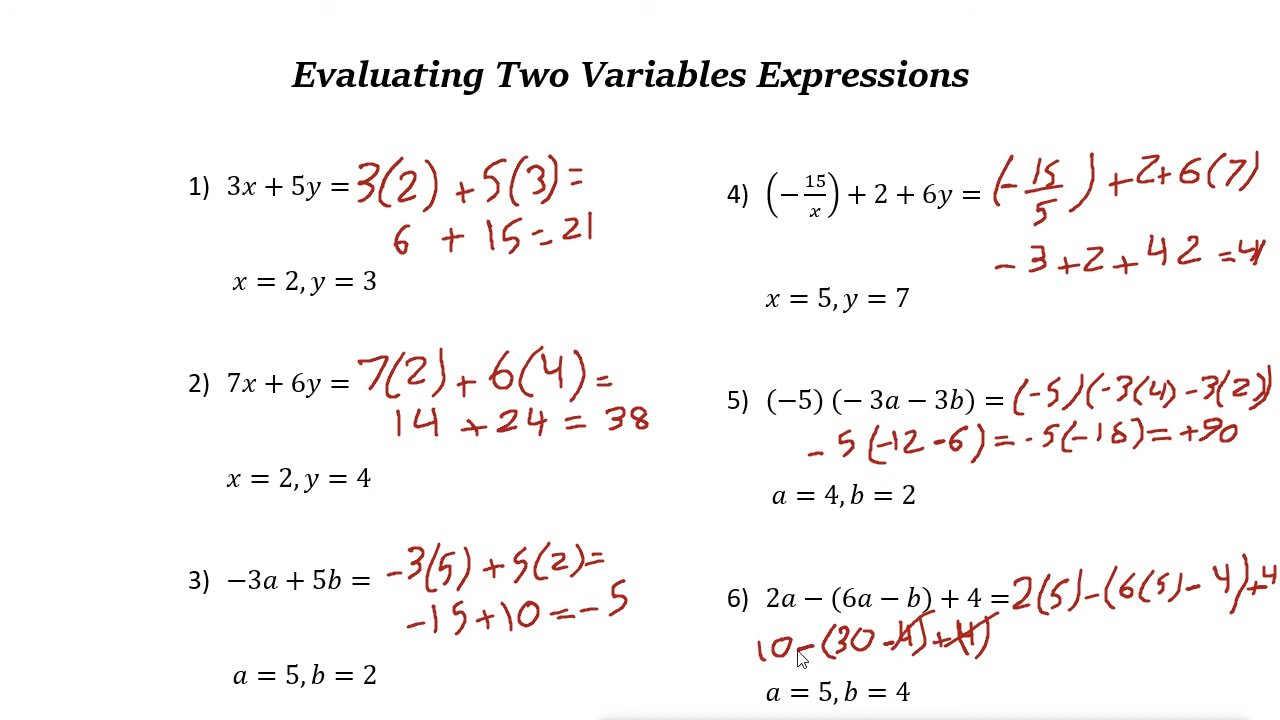 Evaluating Two Variables Expressions
1) 3x + 5y = 3(2) + 5(3) =
6 + 15 = 21
x = 2, y = 3
2) 7x + 6y = 7(2) + 6(4) =
14 + 24 = 38
x = 2, y = 4
3) −3a + 5b = -3(5) + 5(2) =
-15 + 10 = -5
a = 5, b = 2
4) (− 15/x) + 2 + 6y = (- 15/5) + 2 + 6(7)
- 3 + 2 + 42 = 41
x = 5, y = 7
5) (−5) (− 3a − 3b) = (-5)(-3(4) - 3(2))
- 5(-12 - 6) = -5(-18) = +90
a = 4, b = 2
6) 2a − (6a − b) + 4 = 2(5) - (6(5) - 4) + 4
10 - (30 - 4) + 4)
a = 5, b = 4